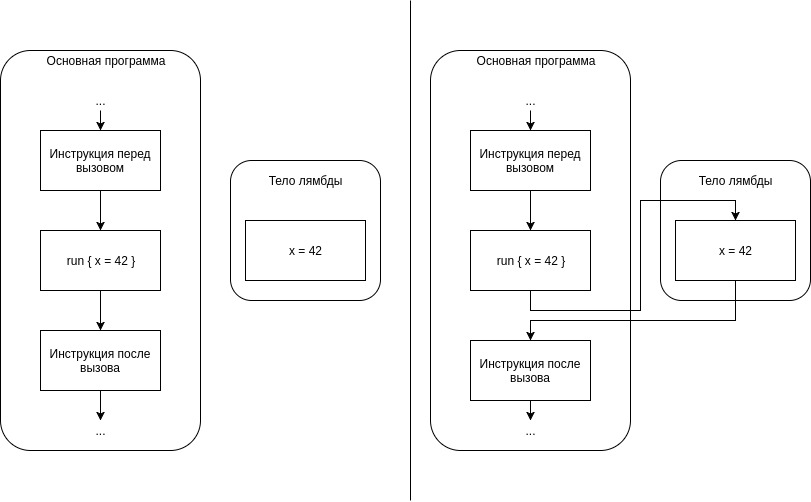 Основная программа
...
Инструкция перед
вызовом
run { x = 42 }
Инструкция после
вызова
...
Тело лямбды
x = 42
Основная программа
...
Инструкция перед
вызовом
run { x = 42 }
Инструкция после
вызова
...
Тело лямбды
x = 42